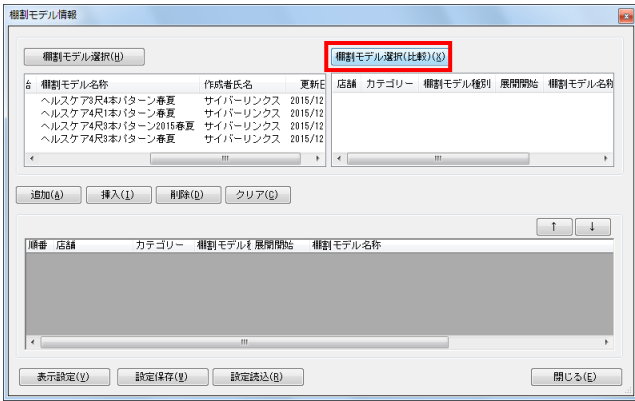 棚割モデル情報
棚割モデル選択(H) 棚割モデル選択(比較)(X)
棚割モデル名称 作成者氏名 更新日 店舗 カテゴリー 棚割モデル種別 展開開始 棚割モデル名称
ヘルスケア3尺4本パターン春夏 サイバーリンクス 2015/12
ヘルスケア4尺1本パターン春夏 サイバーリンクス 2015/12
ヘルスケア4尺3本パターン2015春夏 サイバーリンクス 2015/12
ヘルスケア4尺3本パターン春夏 サイバーリンクス 2015/12
追加(A) 挿入(I) 削除(D) クリア(C)
↑ ↓
順番 店舗 カテゴリー 棚割モデル種 展開開始 棚割モデル名称
表示設定(V) 設定保存(W) 設定読込(R) 閉じる(E)